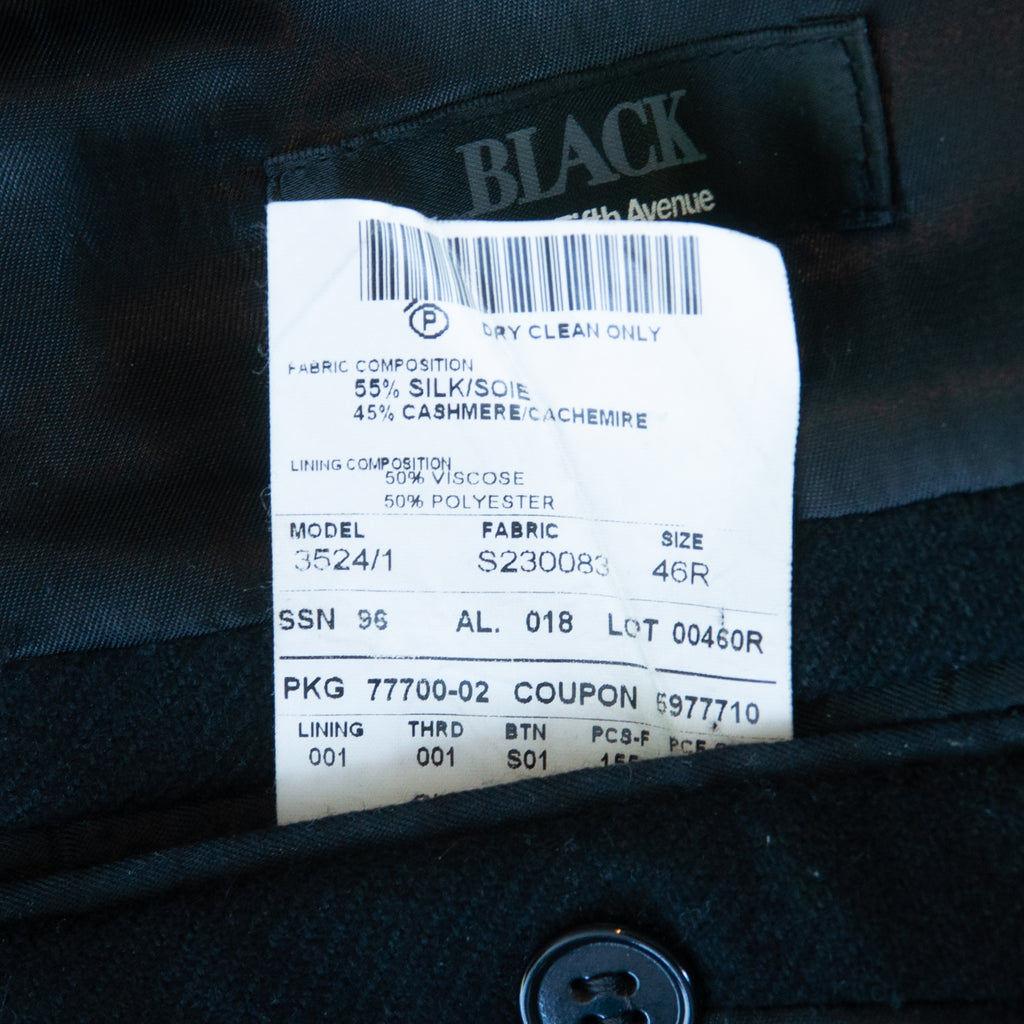 BLACK
Fifth Avenue
P
DRY CLEAN ONLY
FABRIC COMPOSITION
55% SILK/SOIE
45% CASHMERE/CACHEMIRE
LINING COMPOSITION
50% VISCOSE
50% POLYESTER
MODEL FABRIC SIZE
3524/1 S230083 46R
SSN 96 AL. 018 LOT 00460R
PKG 77700-02 COUPON 5977710
LINING THRD BTN PCS-F
001 001 S01